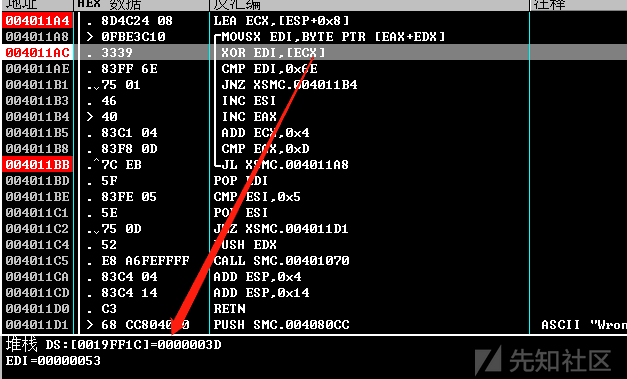 地址 HEX 数据 反汇编 注释
004011A4 . 8D4C24 08 LEA ECX,[ESP+0x8]
004011A8 > 0FBE3C10 MOUSX EDI,BYTE PTR [EAX+EDX]
004011AC . 3339 XOR EDI,[ECX]
004011AE . 83FF 6E CMP EDI,0x6E
004011B1 . 75 01 JNZ XSMC.004011B4
004011B3 . 46 INC ESI
004011B4 > 40 INC EAX
004011B5 . 83C1 04 ADD ECX,0x4
004011B8 . 83F8 0D CMP EAX,0xD
004011BB .^7C EB JL XSMC.004011A8
004011BD . 5F POP EDI
004011BE . 83FE 05 CMP ESI,0x5
004011C1 . 5E POP ESI
004011C2 . 75 0D JNZ XSMC.004011D1
004011C4 . 52 PUSH EDX
004011C5 . E8 A6FEFFFF CALL SMC.00401070
004011CA . 83C4 04 ADD ESP,0x4
004011CD . 83C4 14 ADD ESP,0x14
004011D0 . C3 RETN
004011D1 > 68 CC804000 PUSH SMC.004080CC ASCII "Wron
堆栈 DS:[0019FF1C]=0000003D
EDI=00000053
先知社区